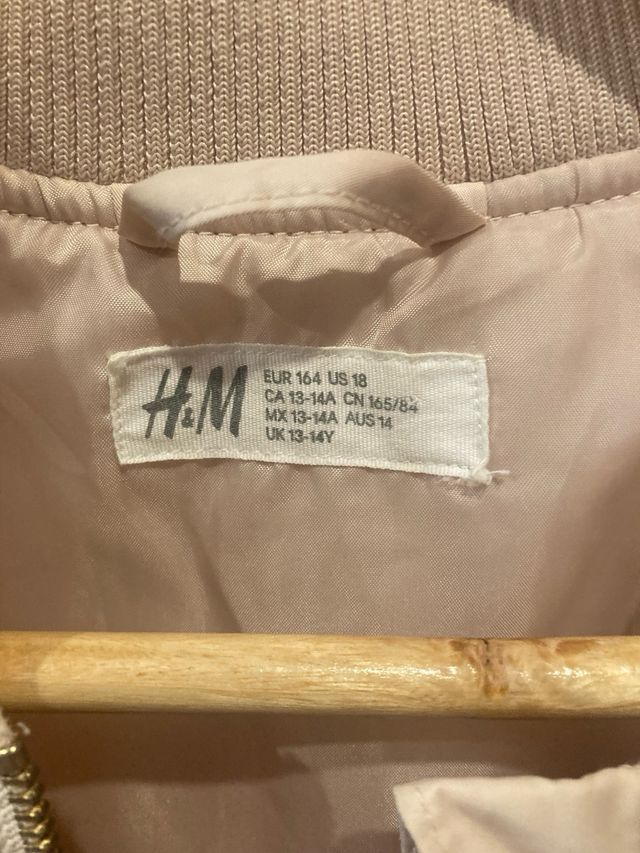 H&M
EUR 164 US 18
CA 13-14A CN 165/84
MX 13-14A AUS 14
UK 13-14Y